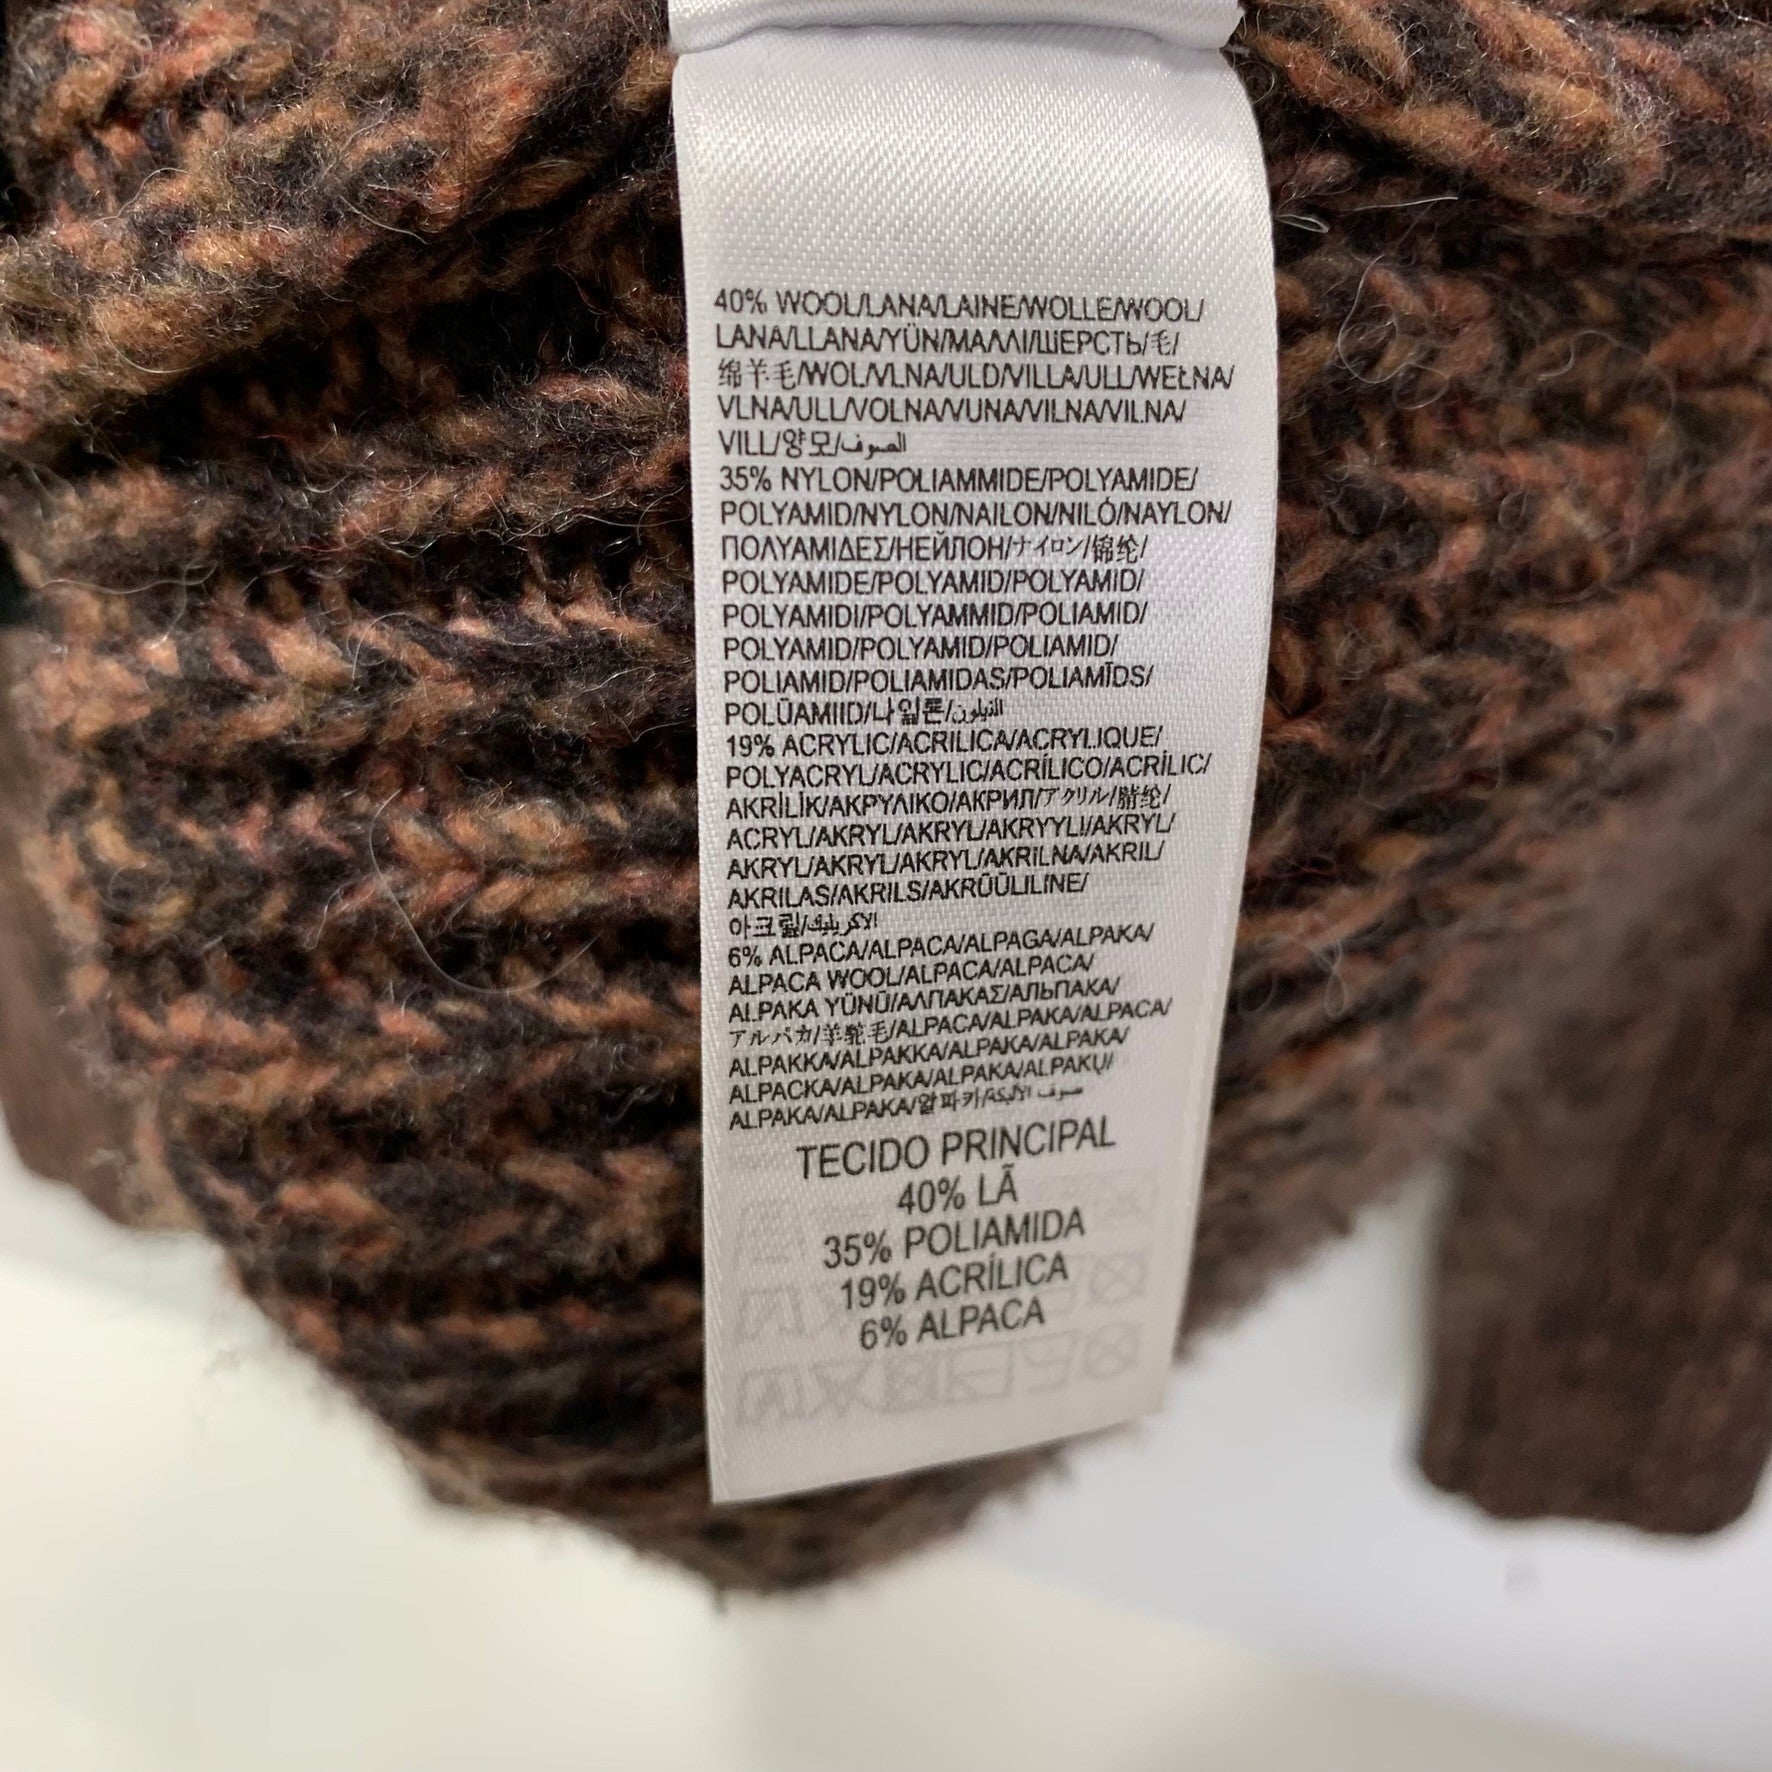 40% WOOL/LANA/LAINE/WOLLE/WOOL/
LANA/LLANA/YÜN/ΜΑΛΛΙ/ШЕРСТЬ/毛/
绵羊毛/WOL/VLNA/ULD/VILLA/ULL/WEŁNA/
VLNA/ULL/VOLNA/VUNA/VILNA/VILNA/
VILL/양모/الصوف
35% NYLON/POLIAMMIDE/POLYAMIDE/
POLYAMID/NYLON/NAILON/NILÓ/NAYLON/
ΠΟΛΥΑΜΙΔΕΣ/НЕЙЛОН/ナイロン/锦纶/
POLYAMIDE/POLYAMID/POLYAMID/
POLYAMIDI/POLYAMMID/POLIAMID/
POLYAMID/POLYAMID/POLIAMID/
POLIAMID/POLIAMIDAS/POLIAMĪDS/
POLÜAMIID/나일론/النيلون
19% ACRYLIC/ACRILICA/ACRYLIQUE/
POLYACRYL/ACRYLIC/ACRÍLICO/ACRÍLIC/
AKRİLİK/ΑΚΡΥΛΙΚΟ/АКРИЛ/アクリル/腈纶/
ACRYL/AKRYL/AKRYL/AKRYYLI/AKRYL/
AKRYL/AKRYL/AKRYL/AKRILNA/AKRIL/
AKRILAS/AKRILS/AKRÜÜLILINE/
아크릴/الاكريليك
6% ALPACA/ALPACA/ALPAGA/ALPAKA/
ALPACA WOOL/ALPACA/ALPACA/
ALPAKA YÜNÜ/ΑΛΠΑΚΑΣ/АЛЬПАКА/
アルパカ/羊驼毛/ALPACA/ALPAKA/ALPACA/
ALPAKKA/ALPAKKA/ALPAKA/ALPAKA/
ALPACKA/ALPAKA/ALPAKA/ALPAKŲ/
ALPAKA/ALPAKA/알파카/صوف الألبكة
TECIDO PRINCIPAL
40% LÃ
35% POLIAMIDA
19% ACRÍLICA
6% ALPACA